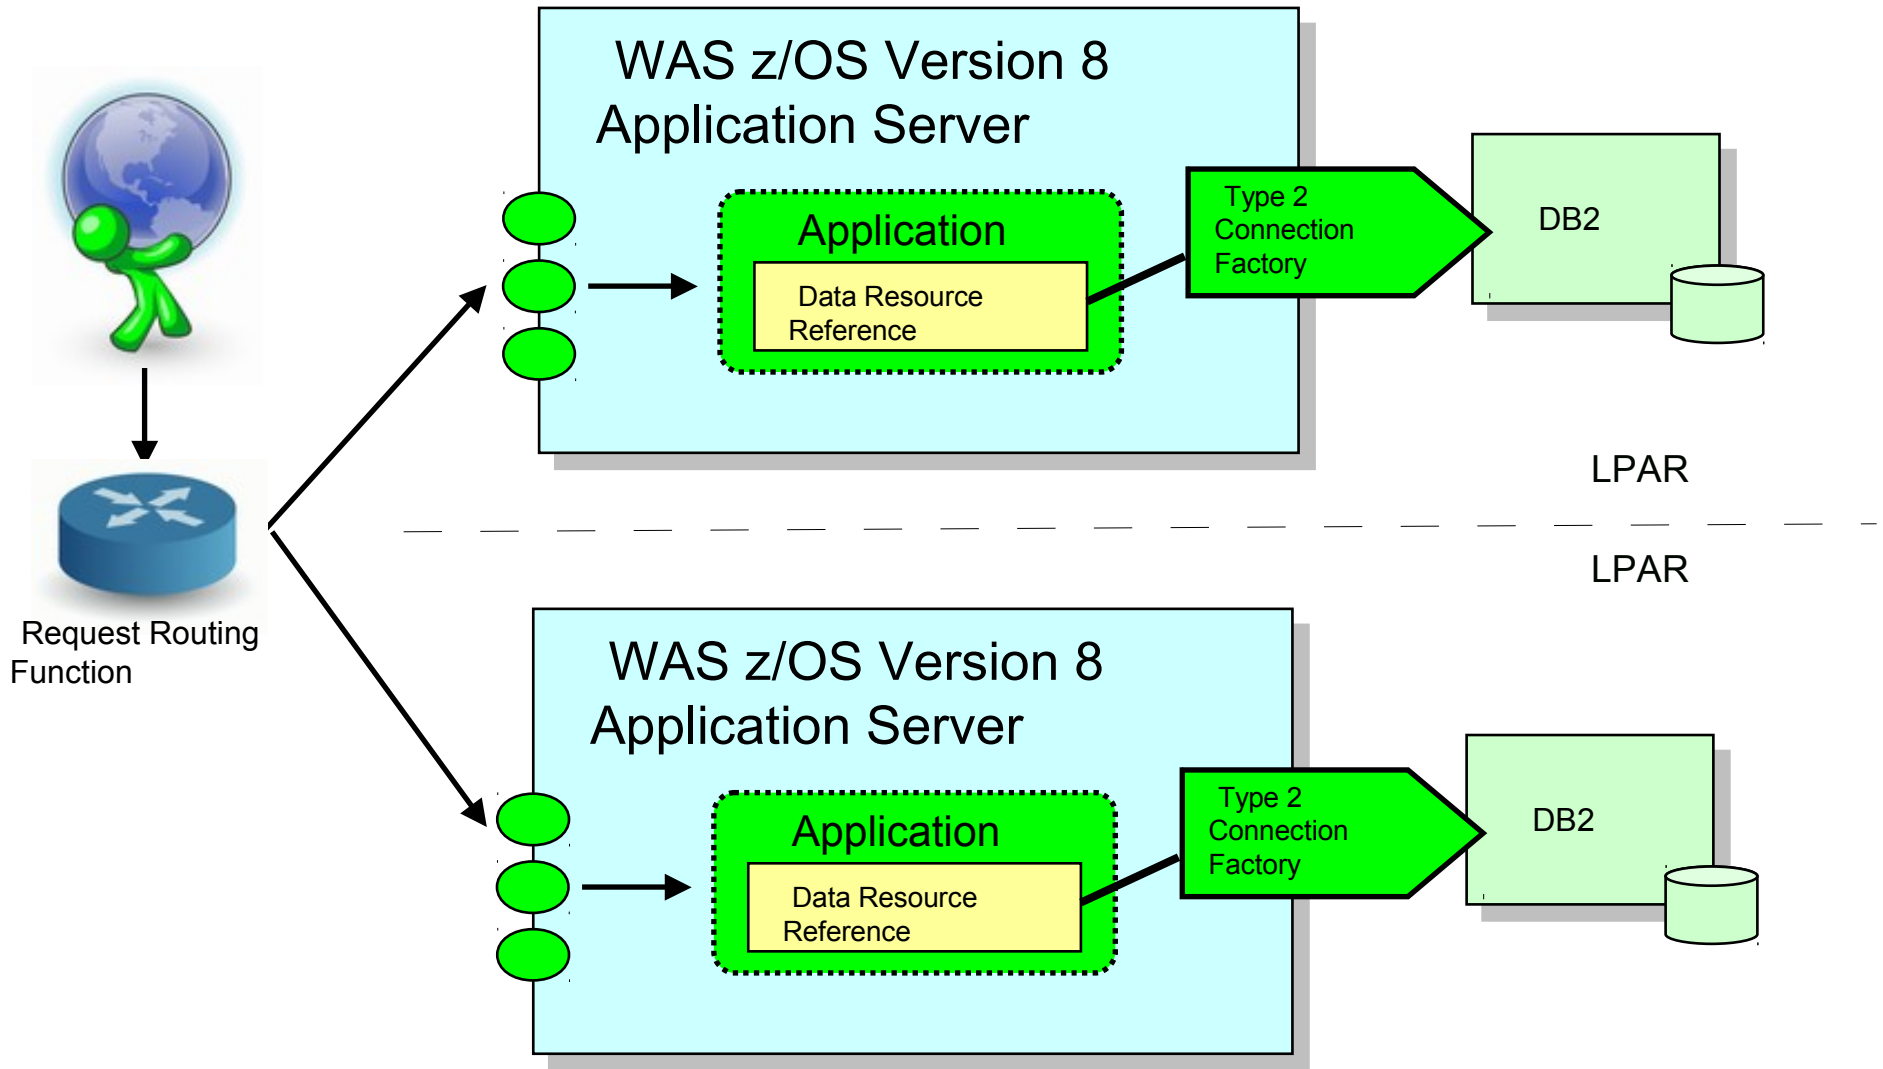 WAS z/OS Version 8
Application Server
Application
Data Resource
Reference
Type 2
Connection
Factory
DB2
LPAR
LPAR
Request Routing
Function
WAS z/OS Version 8
Application Server
Application
Data Resource
Reference
Type 2
Connection
Factory
DB2